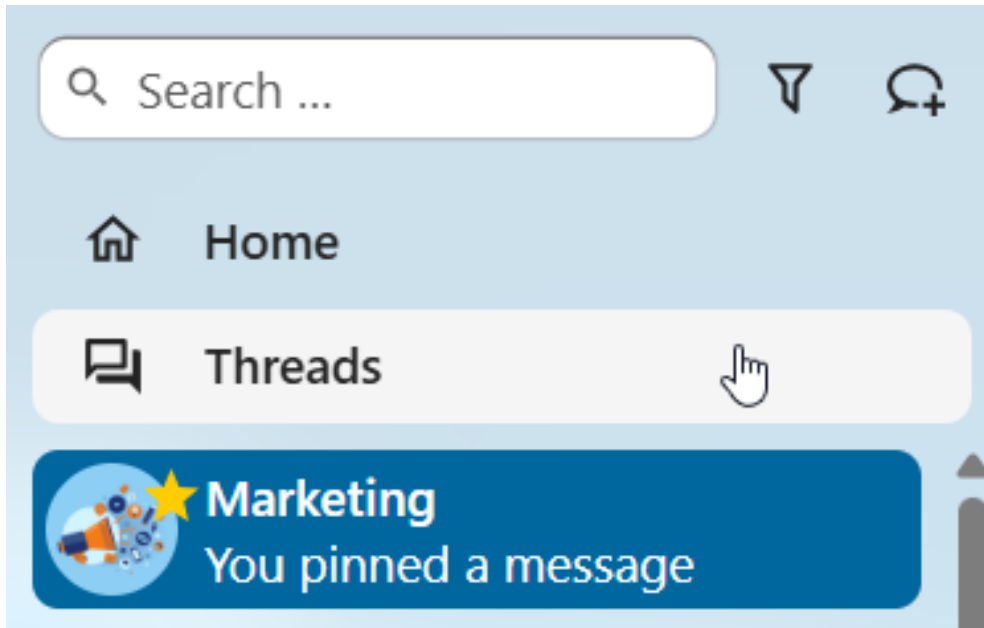 Search ...
Home
Threads
Marketing
You pinned a message